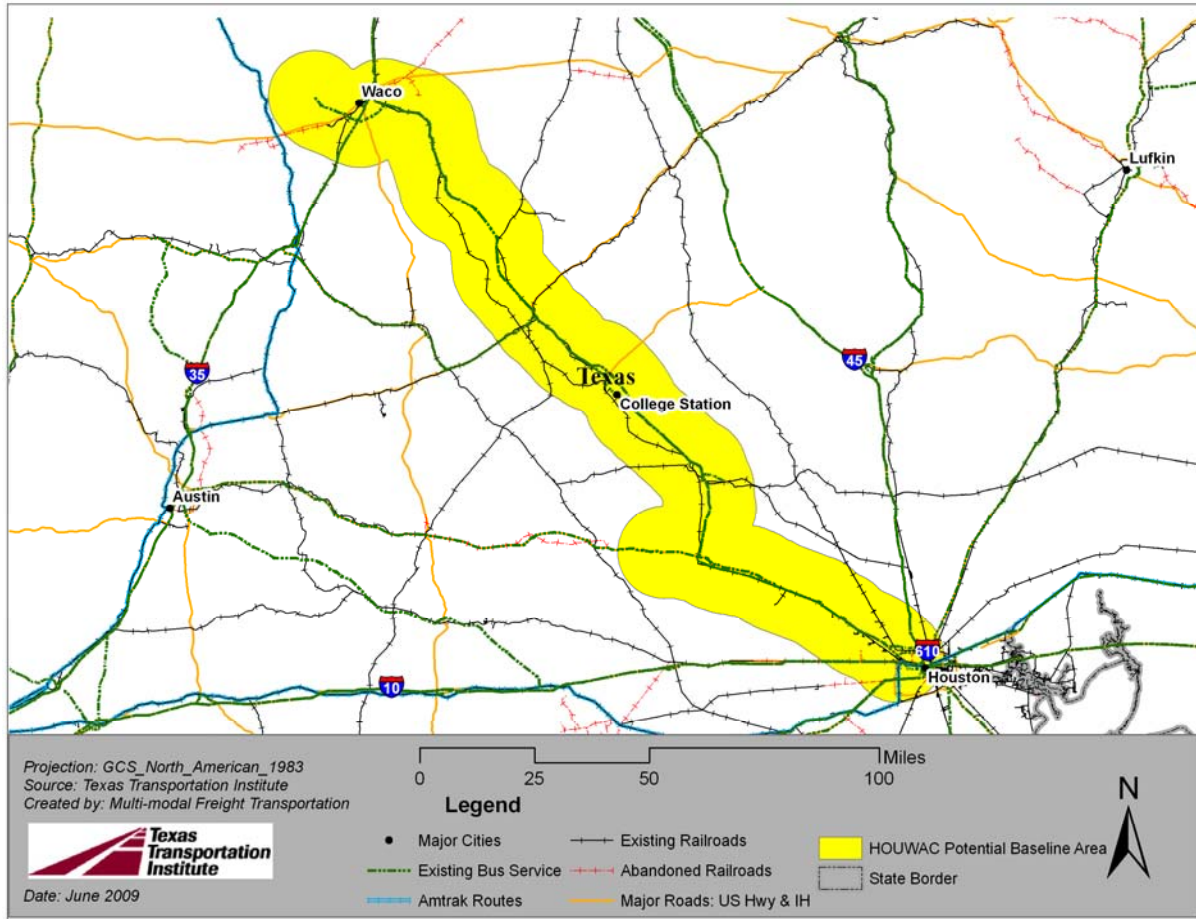 Waco
Lufkin
45
35
Texas
College Station
Austin
610
Houston
10
Projection: GCS_North_American_1983
Source: Texas Transportation Institute
Created by: Multi-modal Freight Transportation
Texas
Transportation
Institute
Date: June 2009
Miles
0 25 50 100
Legend
N
Major Cities
Existing Bus Service
Amtrak Routes
Existing Railroads
Abandoned Railroads
Major Roads: US Hwy & IH
HOUWAC Potential Baseline Area
State Border